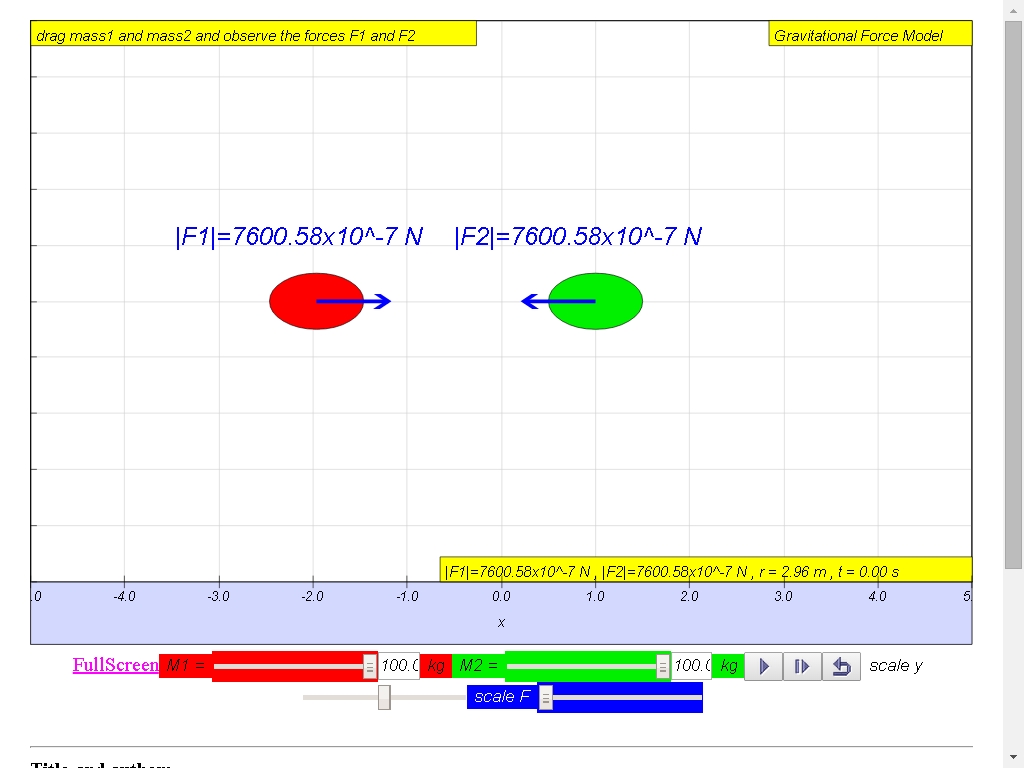 drag mass1 and mass2 and observe the forces F1 and F2
Gravitational Force Model
|F1|=7600.58x10^-7 N |F2|=7600.58x10^-7 N
|F1|=7600.58x10^-7 N , |F2|=7600.58x10^-7 N , r = 2.96 m , t = 0.00 s
.0 -4.0 -3.0 -2.0 -1.0 0.0 1.0 2.0 3.0 4.0 5.
x
FullScreen M1 = 100.0 kg M2 = 100.0 kg scale y
scale F